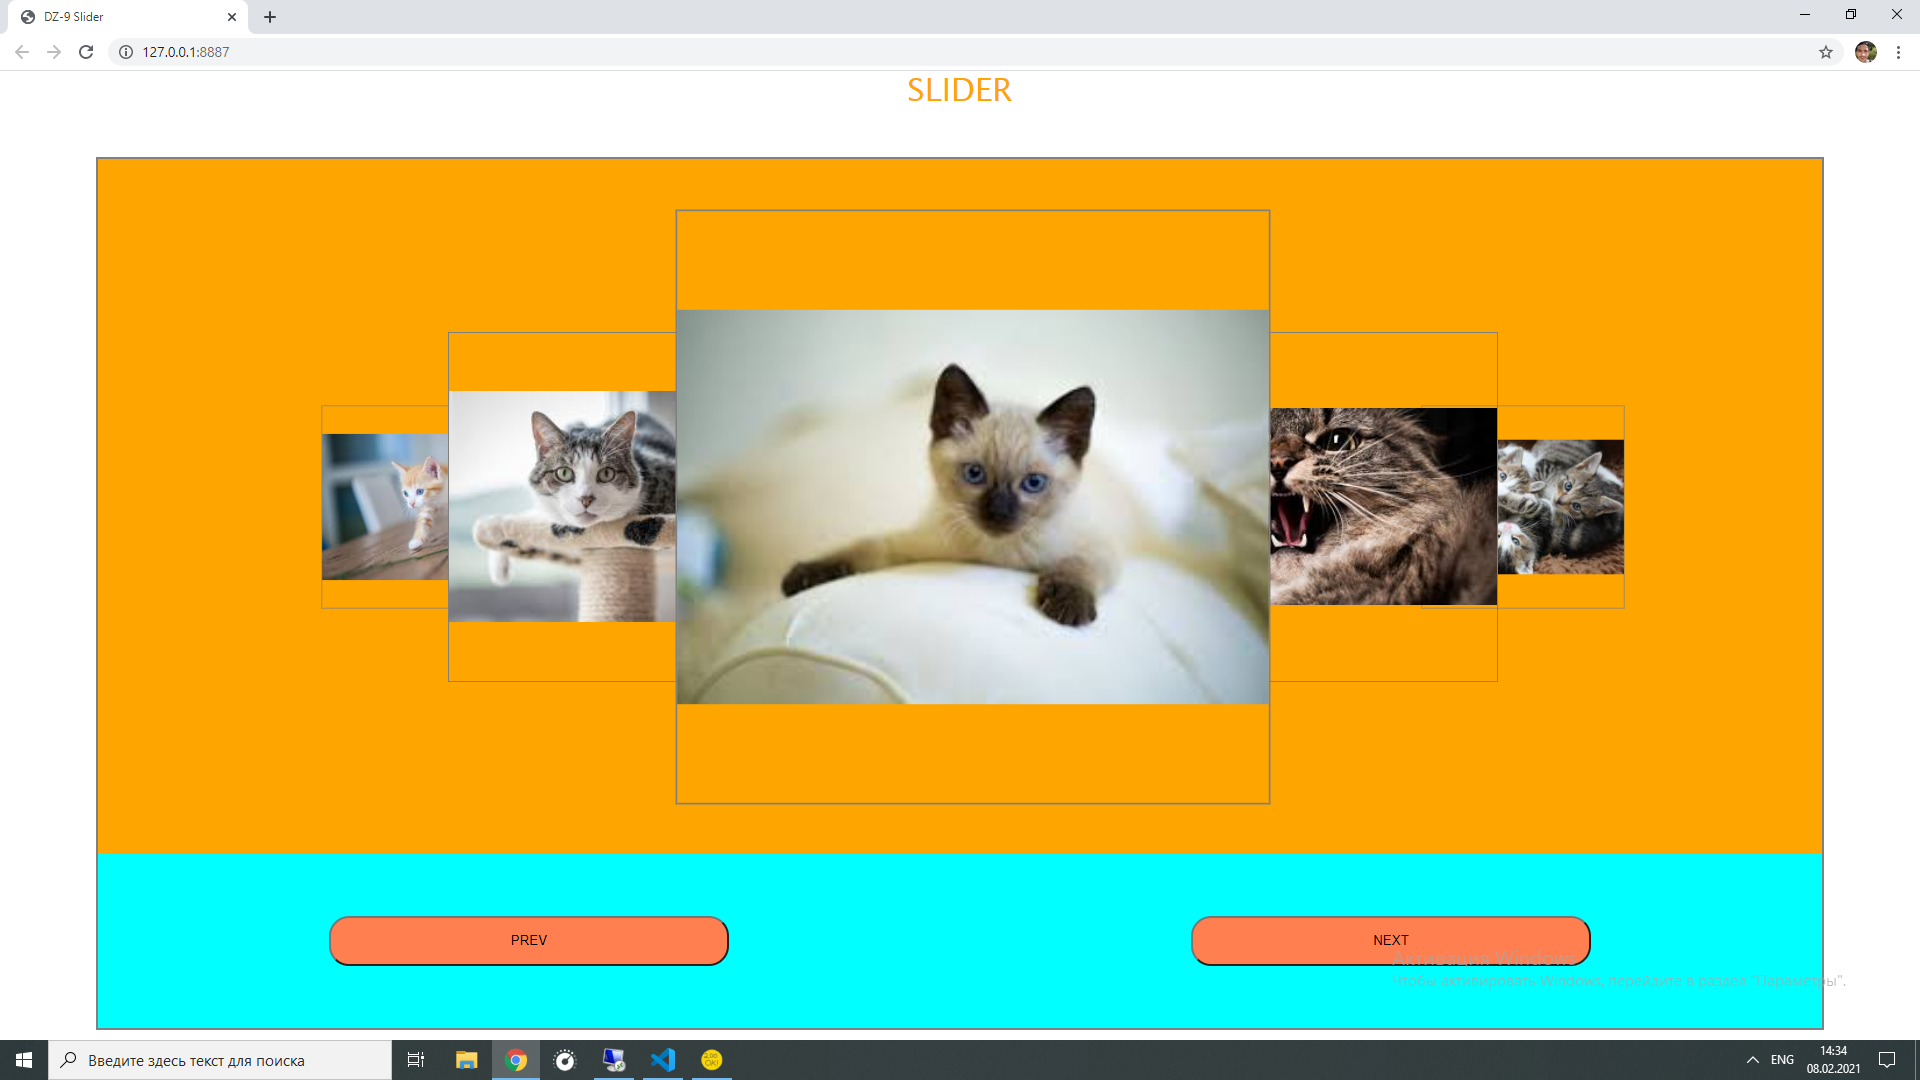 DZ-9 Slider
127.0.0.1:8887
SLIDER
PREV
NEXT
Активация Windows
Чтобы активировать Windows, перейдите в раздел "Параметры".
Введите здесь текст для поиска
ENG
14:34
08.02.2021